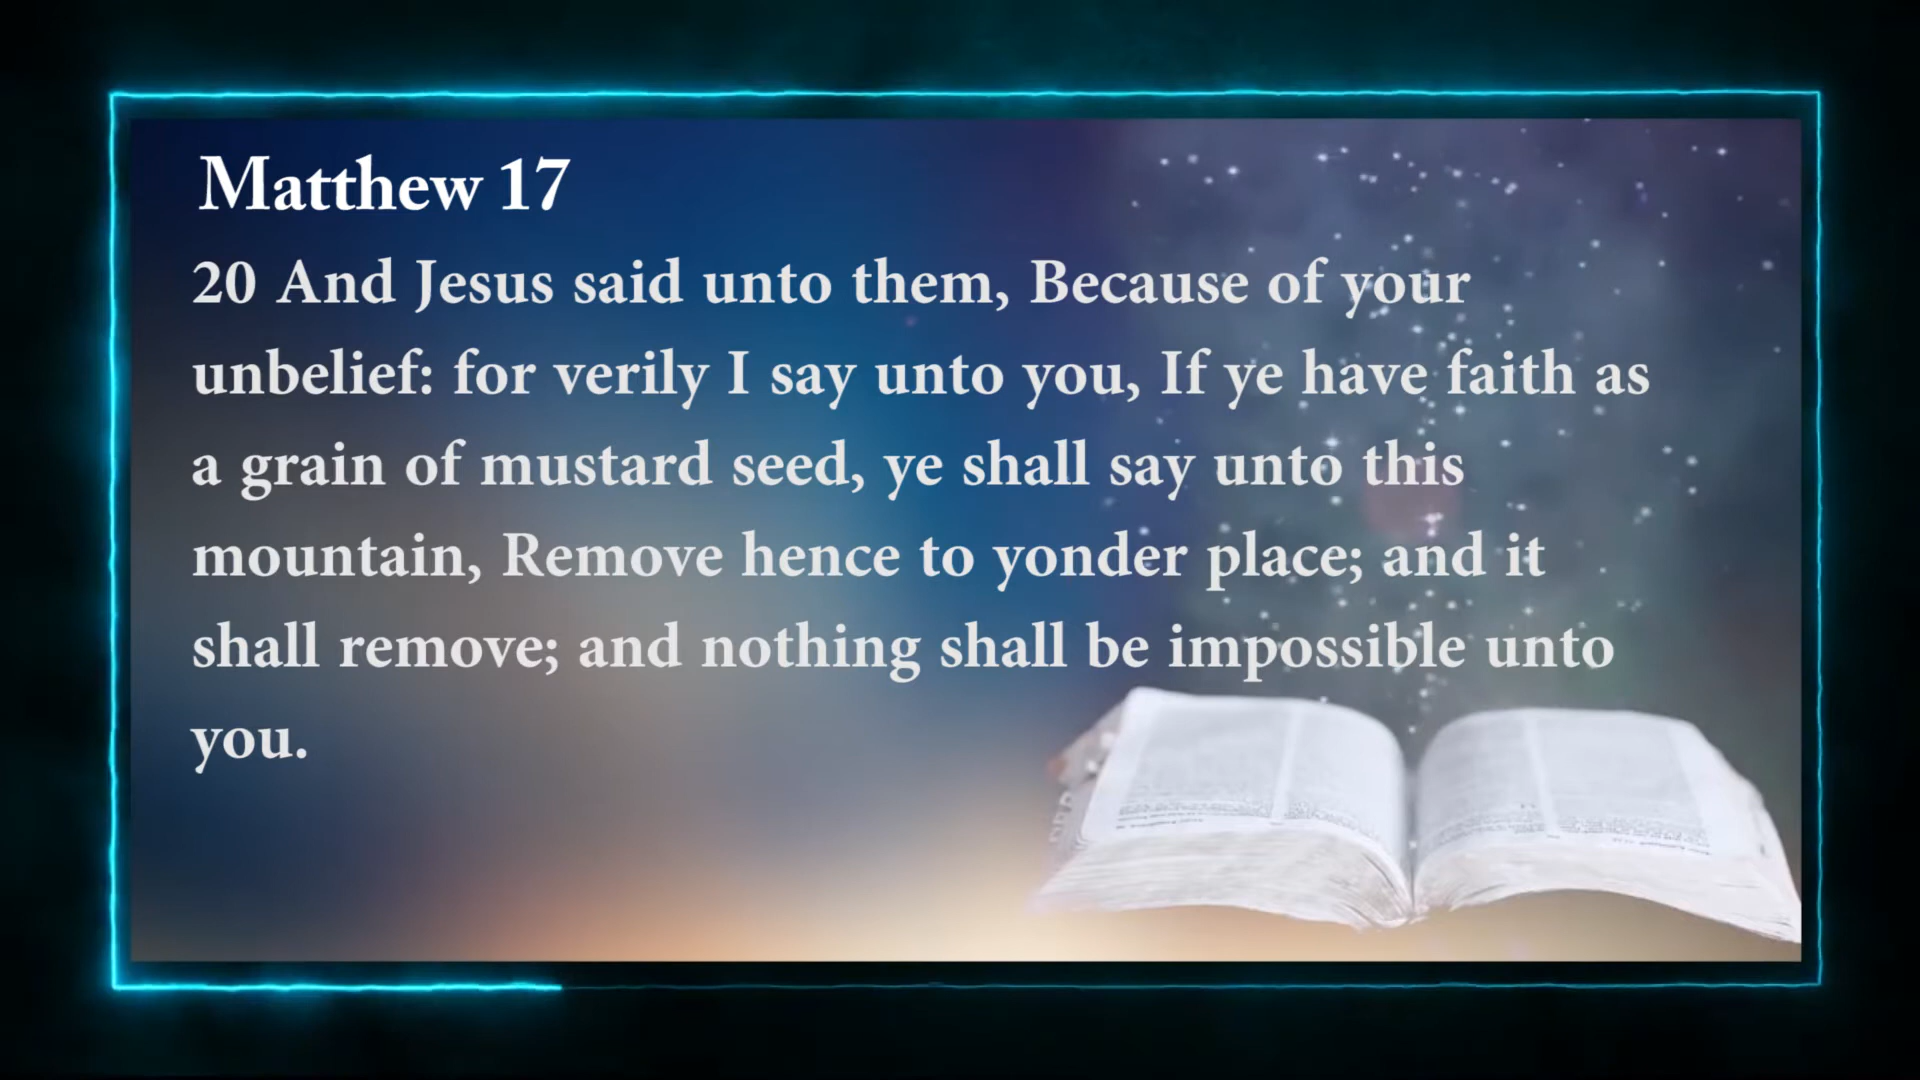 Matthew 17
20 And Jesus said unto them, Because of your
unbelief: for verily I say unto you, If ye have faith as
a grain of mustard seed, ye shall say unto this
mountain, Remove hence to yonder place; and it
shall remove; and nothing shall be impossible unto
you.